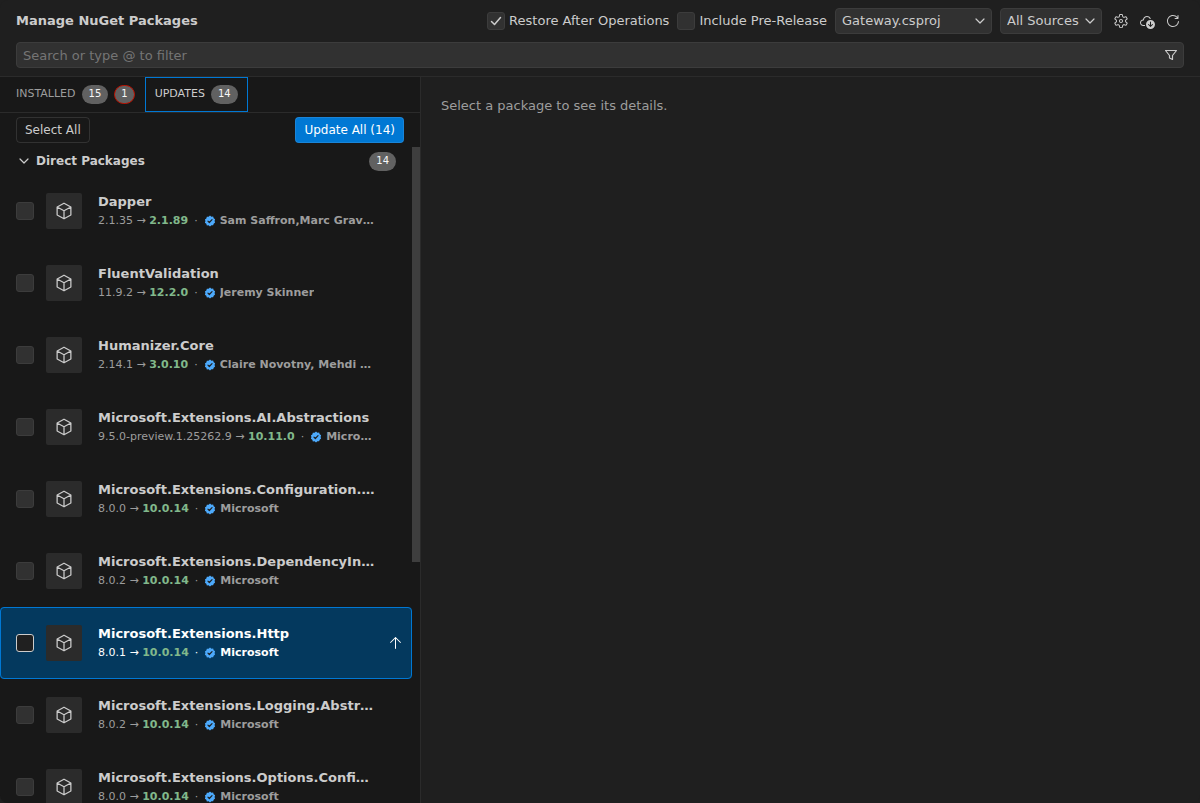 Manage NuGet Packages
Restore After Operations
Include Pre-Release
Gateway.csproj
All Sources
Search or type @ to filter
INSTALLED 15 1 UPDATES 14
Select a package to see its details.
Select All
Update All (14)
Direct Packages 14
Dapper
2.1.35 → 2.1.89 · Sam Saffron,Marc Grav...
FluentValidation
11.9.2 → 12.2.0 · Jeremy Skinner
Humanizer.Core
2.14.1 → 3.0.10 · Claire Novotny, Mehdi ...
Microsoft.Extensions.AI.Abstractions
9.5.0-preview.1.25262.9 → 10.11.0 · Micro...
Microsoft.Extensions.Configuration....
8.0.0 → 10.0.14 · Microsoft
Microsoft.Extensions.DependencyIn...
8.0.2 → 10.0.14 · Microsoft
Microsoft.Extensions.Http
8.0.1 → 10.0.14 · Microsoft
Microsoft.Extensions.Logging.Abstr...
8.0.2 → 10.0.14 · Microsoft
Microsoft.Extensions.Options.Confi...
8.0.0 → 10.0.14 · Microsoft